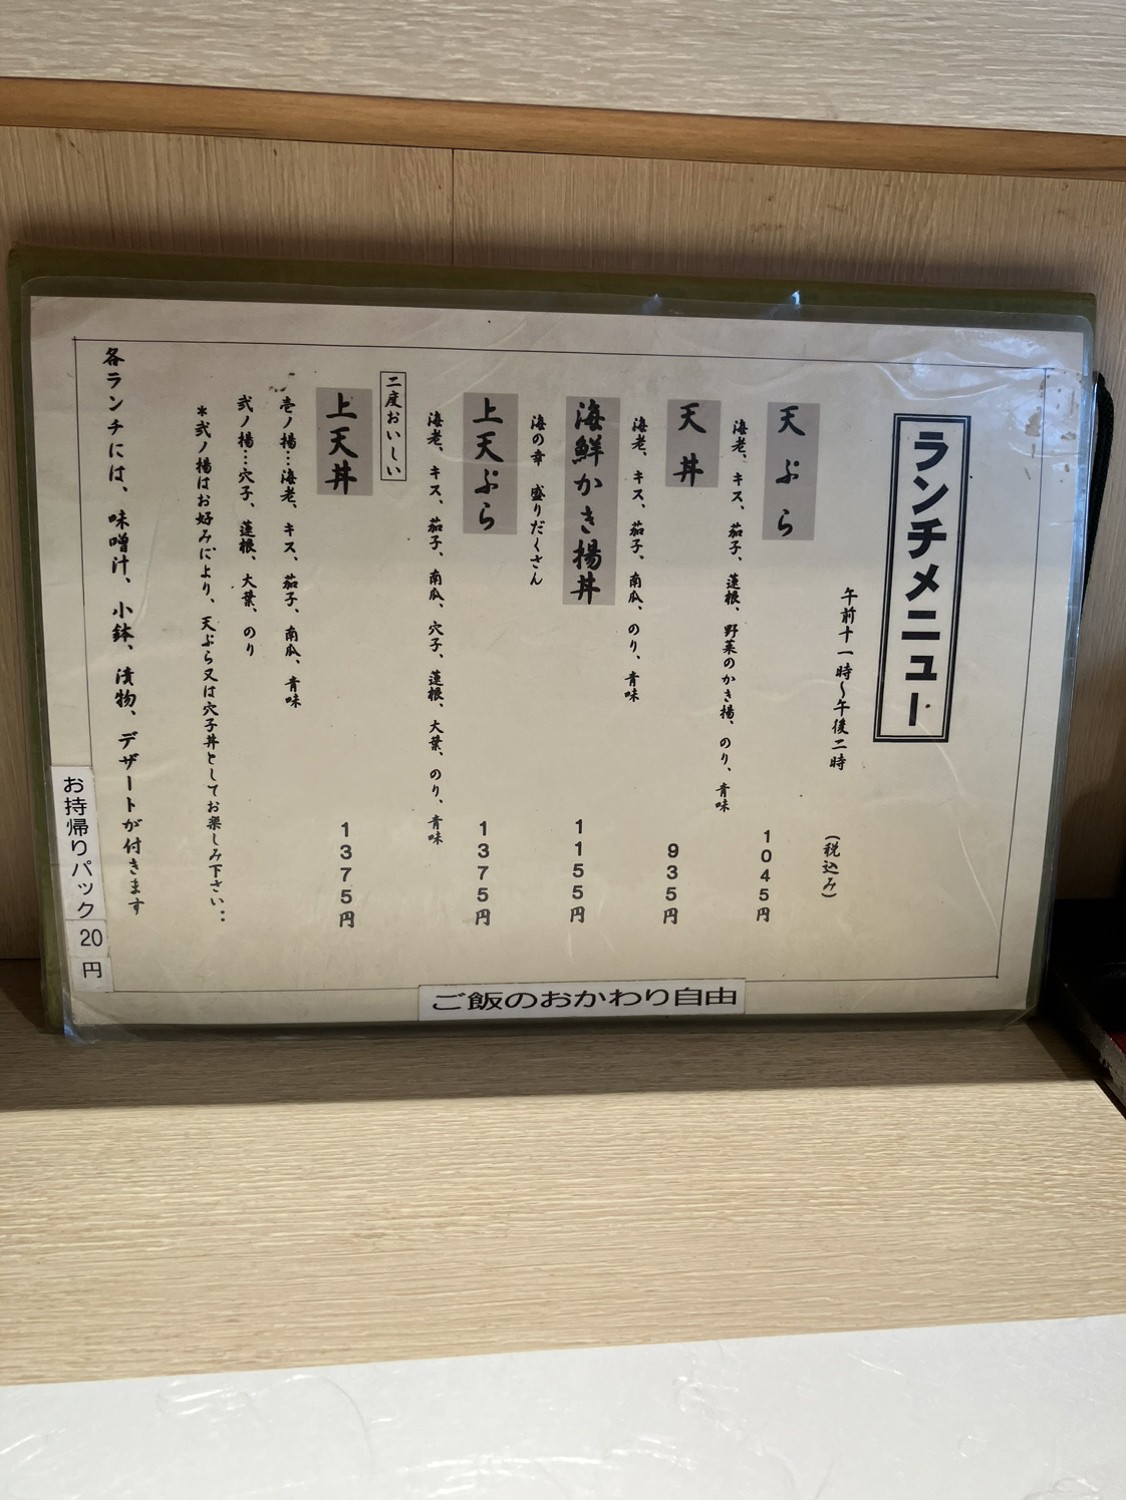 ランチメニュー
午前十一時～午後二時
(税込み)
天ぷら
1045円
海老、キス、茄子、蓮根、野菜のかき揚、のり、青味
天丼
935円
海老、キス、茄子、南瓜、のり、青味
海鮮かき揚丼
1155円
海の幸 盛りだくさん
上天ぷら
1375円
海老、キス、茄子、南瓜、穴子、蓮根、大葉、のり、青味
二度おいしい
上天丼
1375円
壱ノ揚…海老、キス、茄子、南瓜、青味
弐ノ揚…穴子、蓮根、大葉、のり
*弐ノ揚はお好みにより、天ぷら又は穴子丼としてお楽しみ下さい‥
各ランチには、味噌汁、小鉢、漬物、デザートが付きます
お持帰りパック20円
ご飯のおかわり自由